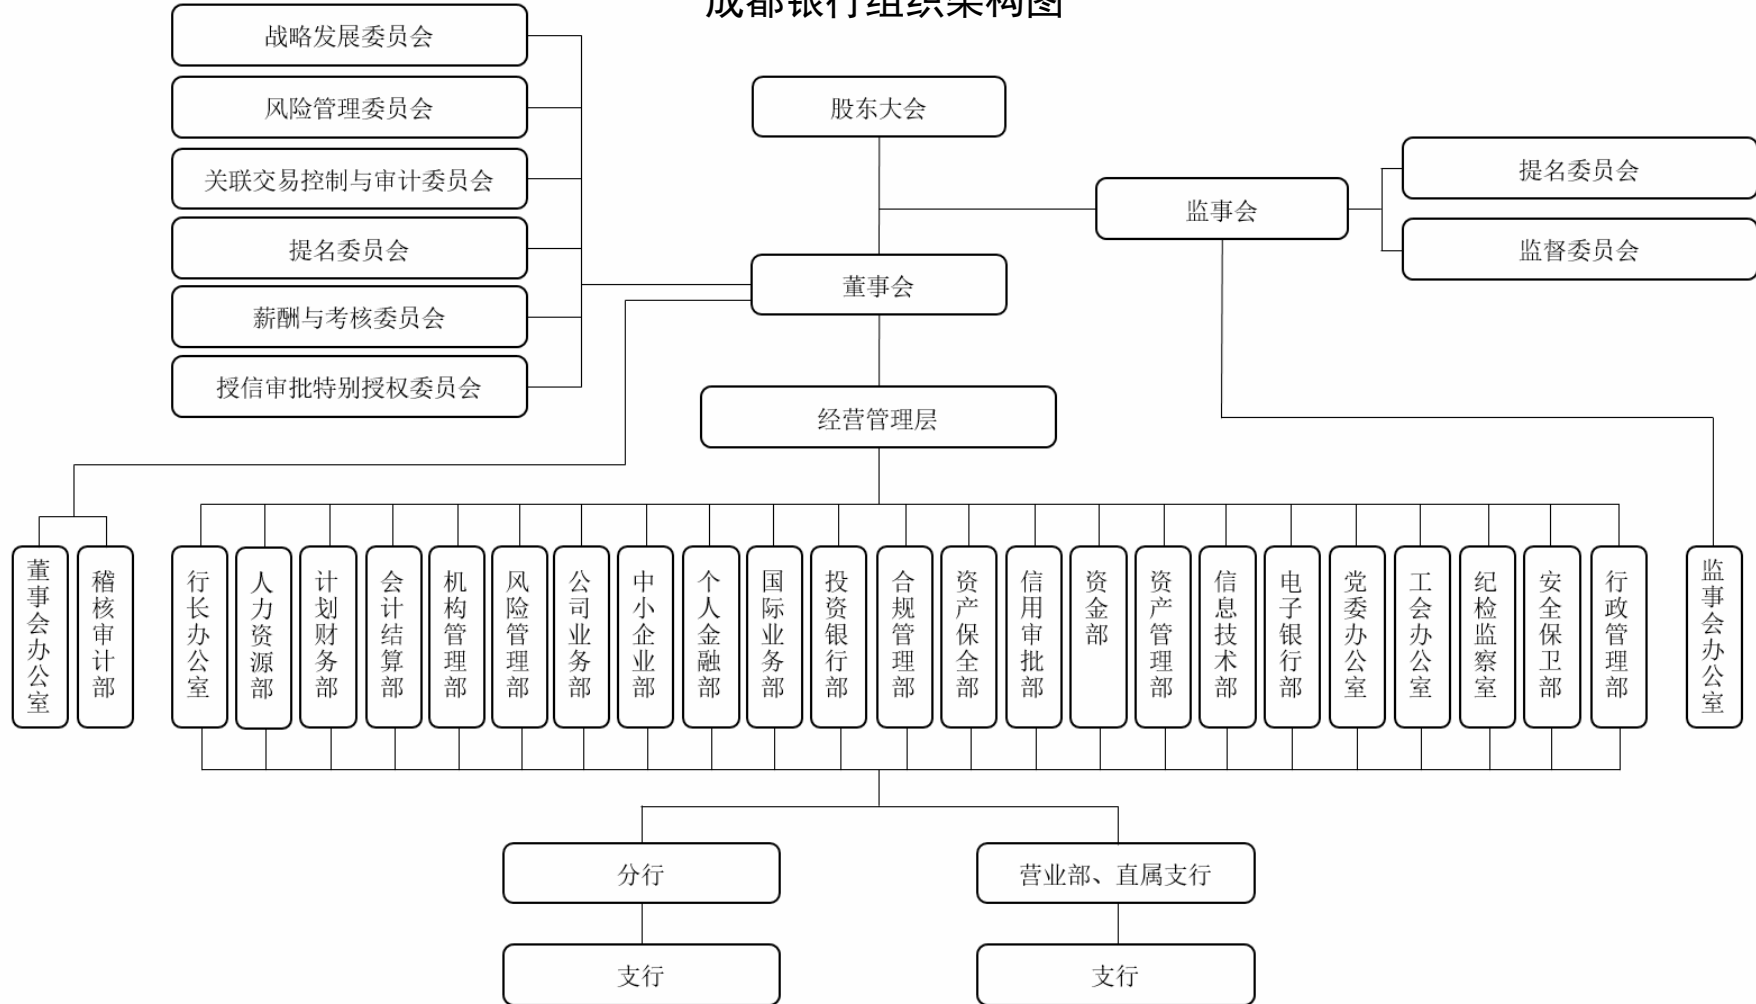 成都银行组织架构图
战略发展委员会
风险管理委员会
关联交易控制与审计委员会
提名委员会
薪酬与考核委员会
授信审批特别授权委员会
股东大会
监事会
提名委员会
监督委员会
董事会
经营管理层
董事会办公室
稽核审计部
行长办公室
人力资源部
计划财务部
会计结算部
机构管理部
风险管理部
公司业务部
中小企业部
个人金融部
国际业务部
投资银行部
合规管理部
资产保全部
信用审批部
资金部
资产管理部
信息技术部
电子银行部
党委办公室
工会办公室
纪检监察室
安全保卫部
行政管理部
监事会办公室
分行
营业部、直属支行
支行
支行